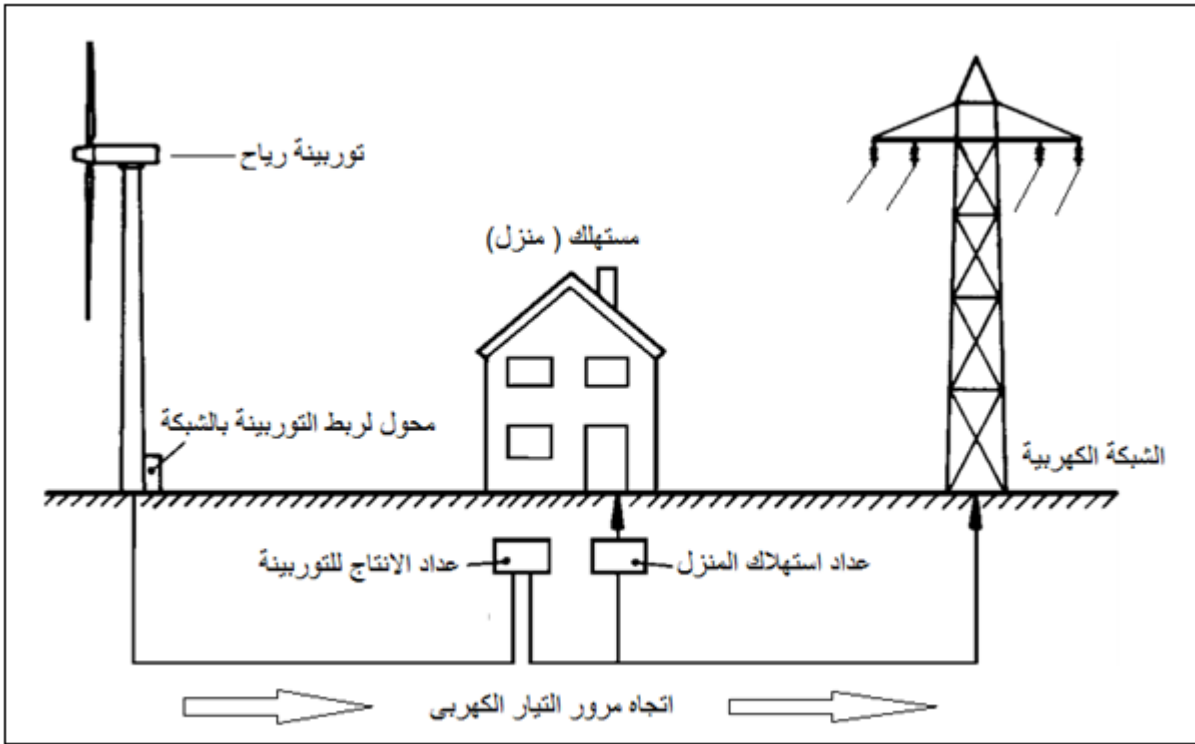 توربينة رياح
مستهلك ( منزل)
محول لربط التوربينة بالشبكة
الشبكة الكهربية
عداد الانتاج للتوربينة
عداد استهلاك المنزل
اتجاه مرور التيار الكهربى